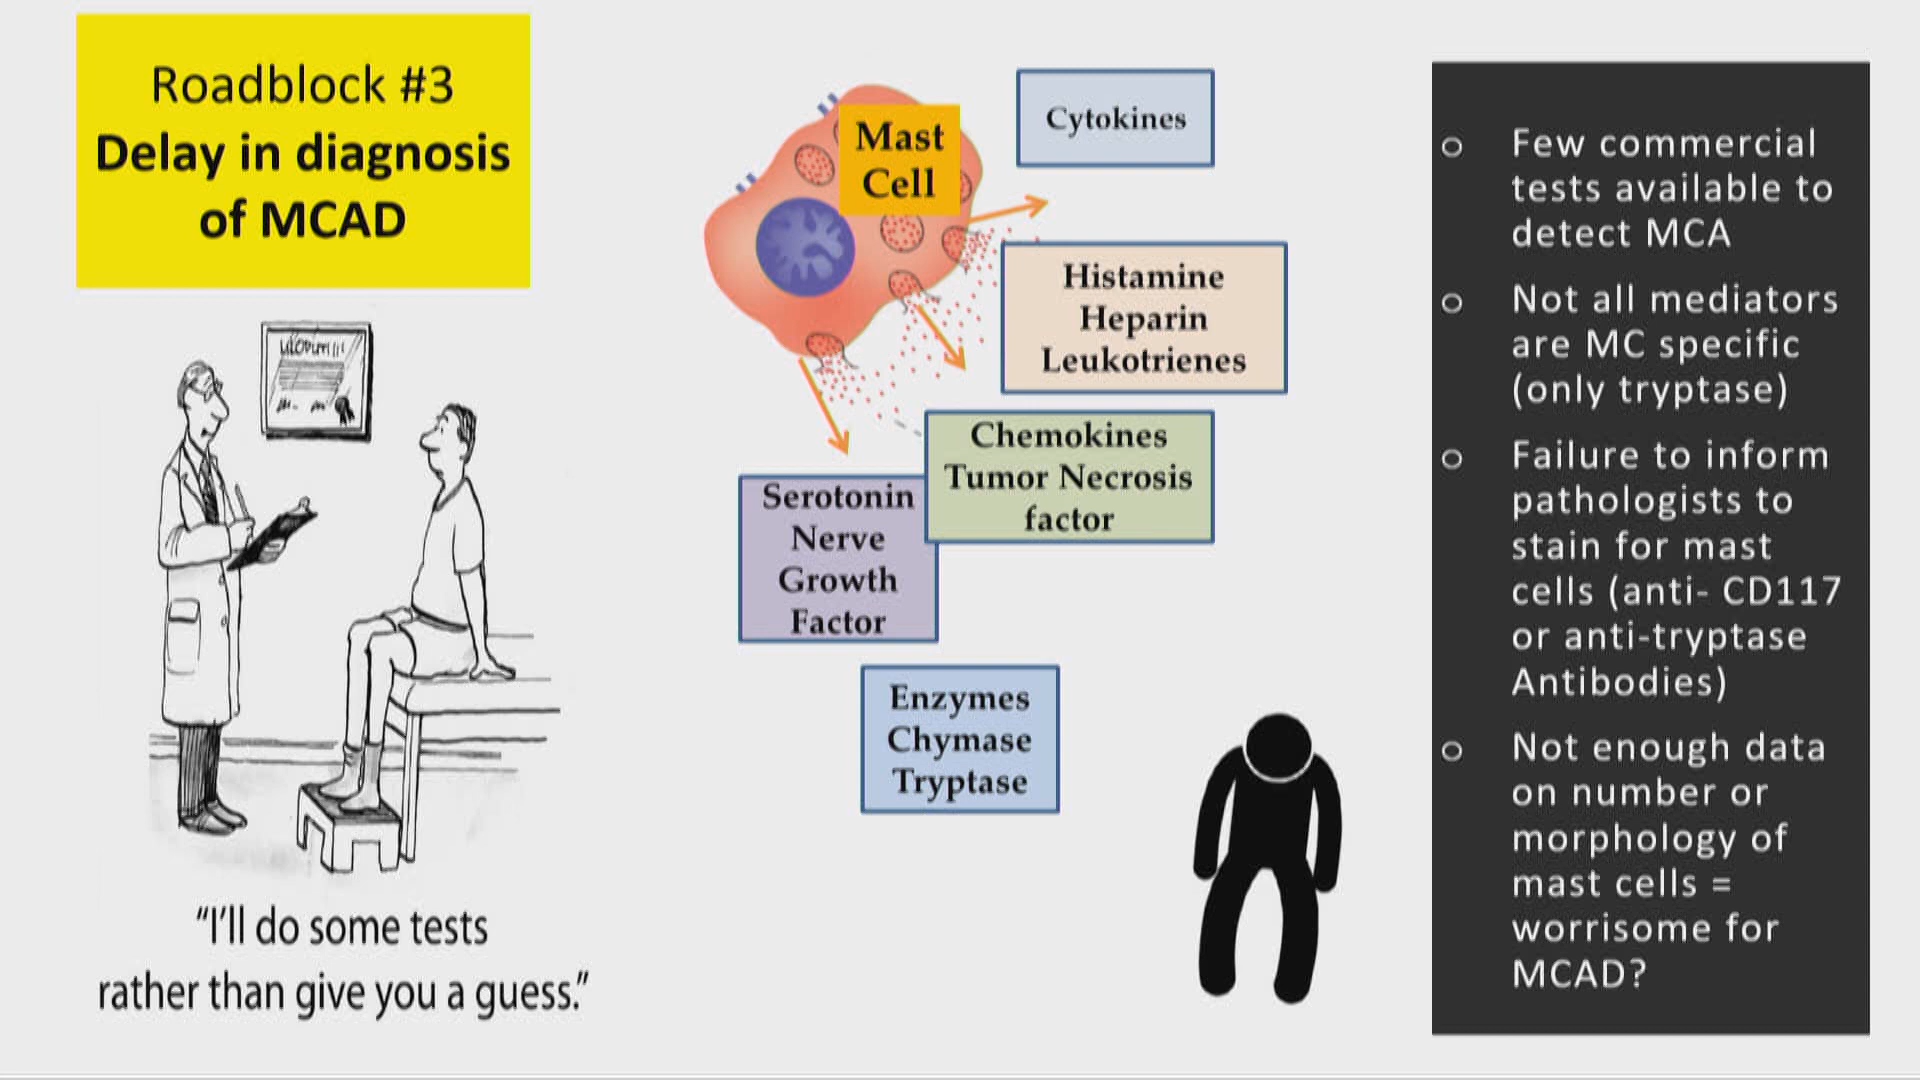 Roadblock #3
Delay in diagnosis
of MCAD
"I'll do some tests
rather than give you a guess."
Mast
Cell
Cytokines
Histamine
Heparin
Leukotrienes
Chemokines
Tumor Necrosis
factor
Serotonin
Nerve
Growth
Factor
Enzymes
Chymase
Tryptase
o Few commercial
tests available to
detect MCA
o Not all mediators
are MC specific
(only tryptase)
o Failure to inform
pathologists to
stain for mast
cells (anti- CD117
or anti-tryptase
Antibodies)
o Not enough data
on number or
morphology of
mast cells =
worrisome for
MCAD?